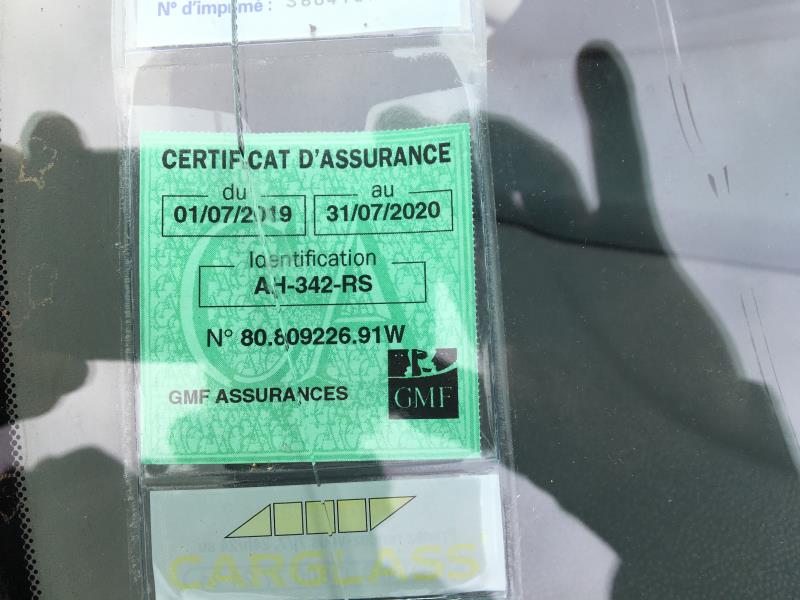 N° d'imprimé :
CERTIFICAT D'ASSURANCE
du au
01/07/2019 31/07/2020
Identification
AH-342-RS
N° 80.809226.91W
GMF ASSURANCES
GMF
CARGLASS